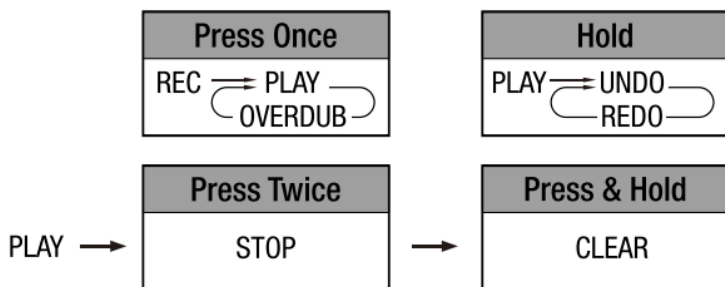 Press Once
REC PLAY
OVERDUB
Hold
PLAY UNDO
REDO
PLAY
Press Twice
STOP
Press & Hold
CLEAR